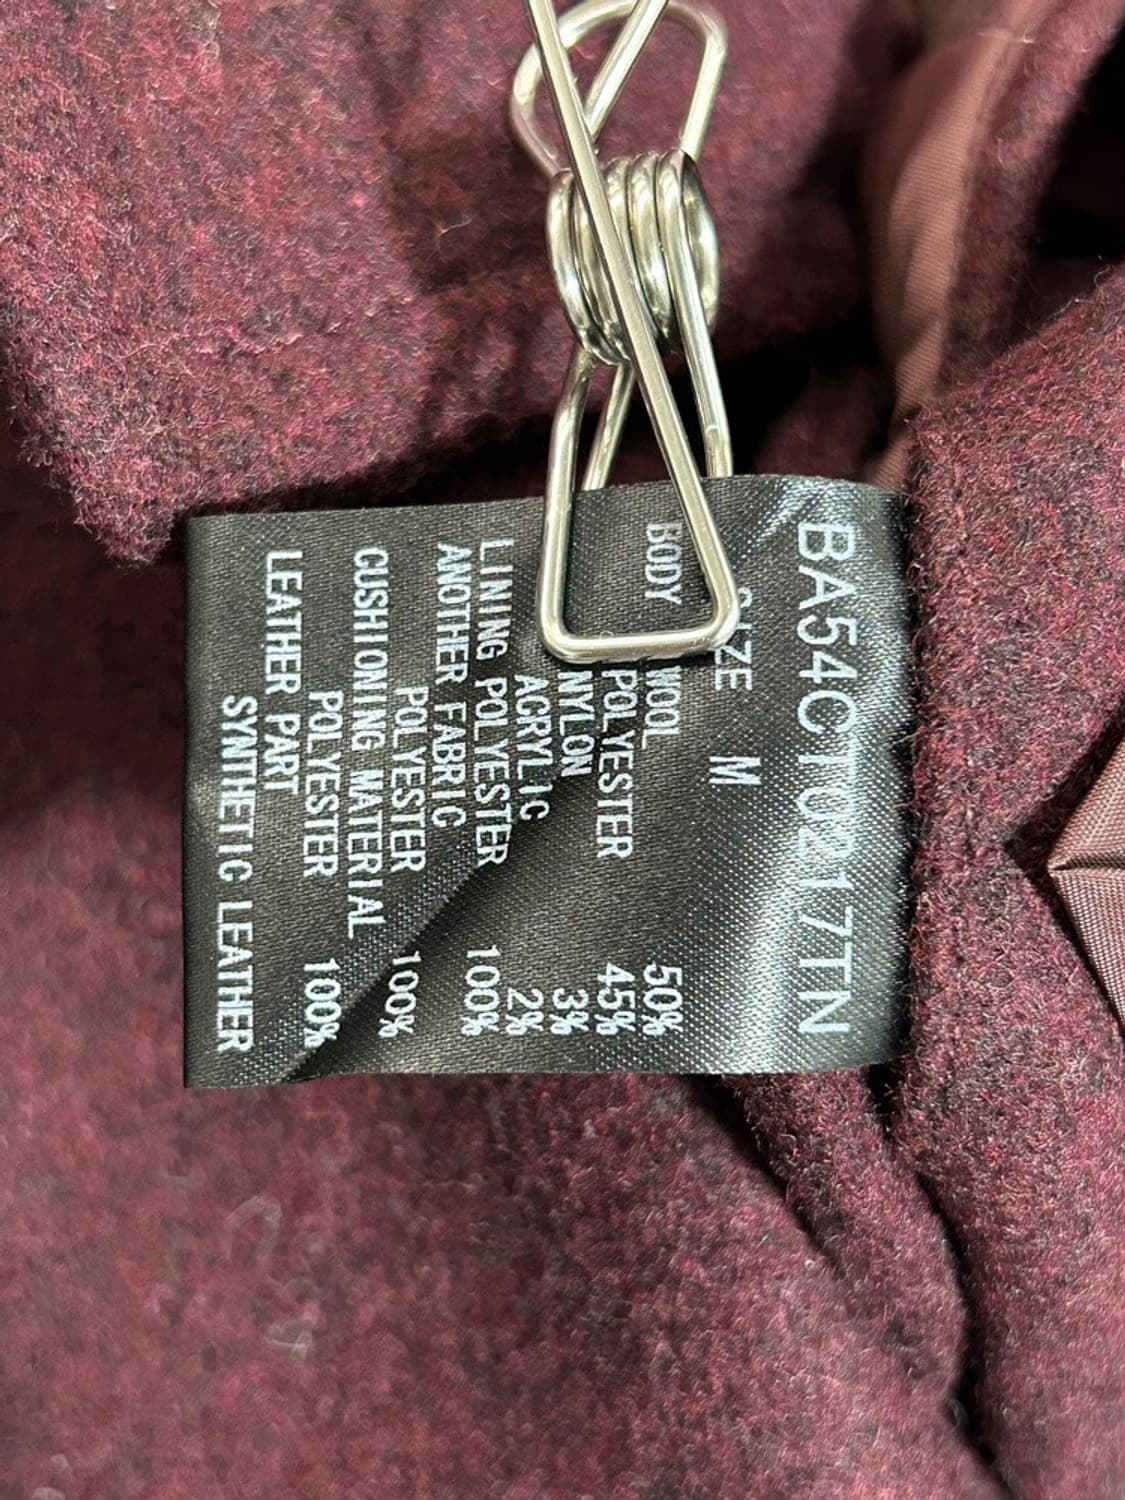 BA54CT0217TN
SIZE M
BODY WOOL 50%
POLYESTER 45%
NYLON 3%
ACRYLIC 2%
LINING POLYESTER 100%
ANOTHER FABRIC
POLYESTER 100%
CUSHIONING MATERIAL
POLYESTER 100%
LEATHER PART
SYNTHETIC LEATHER